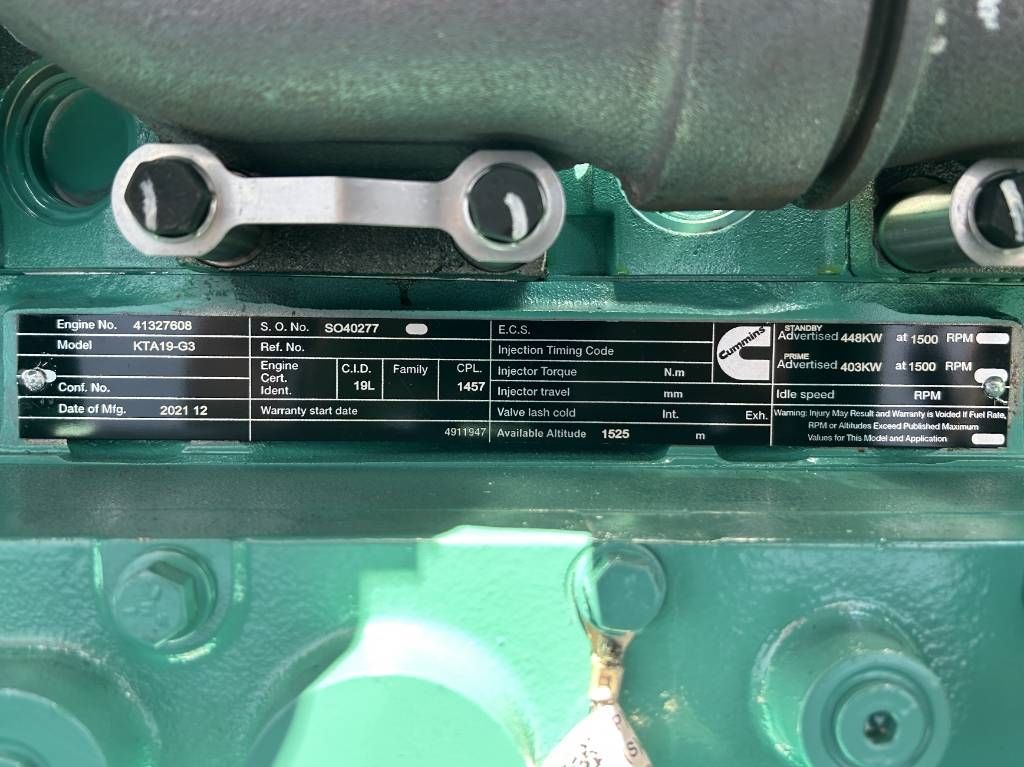 Engine No. 41327608
Model KTA19-G3
Conf. No.
Date of Mfg. 2021 12
S. O. No. SO40277
Ref. No.
Engine Cert. Ident.
C.I.D. 19L
Family
CPL. 1457
Warranty start date
4911947
E.C.S.
Injection Timing Code
Injector Torque N.m
Injector travel mm
Valve lash cold Int. Exh.
Available Altitude 1525 m
Cummins
STANDBY
Advertised 448KW at 1500 RPM
PRIME
Advertised 403KW at 1500 RPM
Idle speed RPM
Warning: Injury May Result and Warranty is Voided If Fuel Rate,
RPM or Altitudes Exceed Published Maximum
Values for This Model and Application
P
S